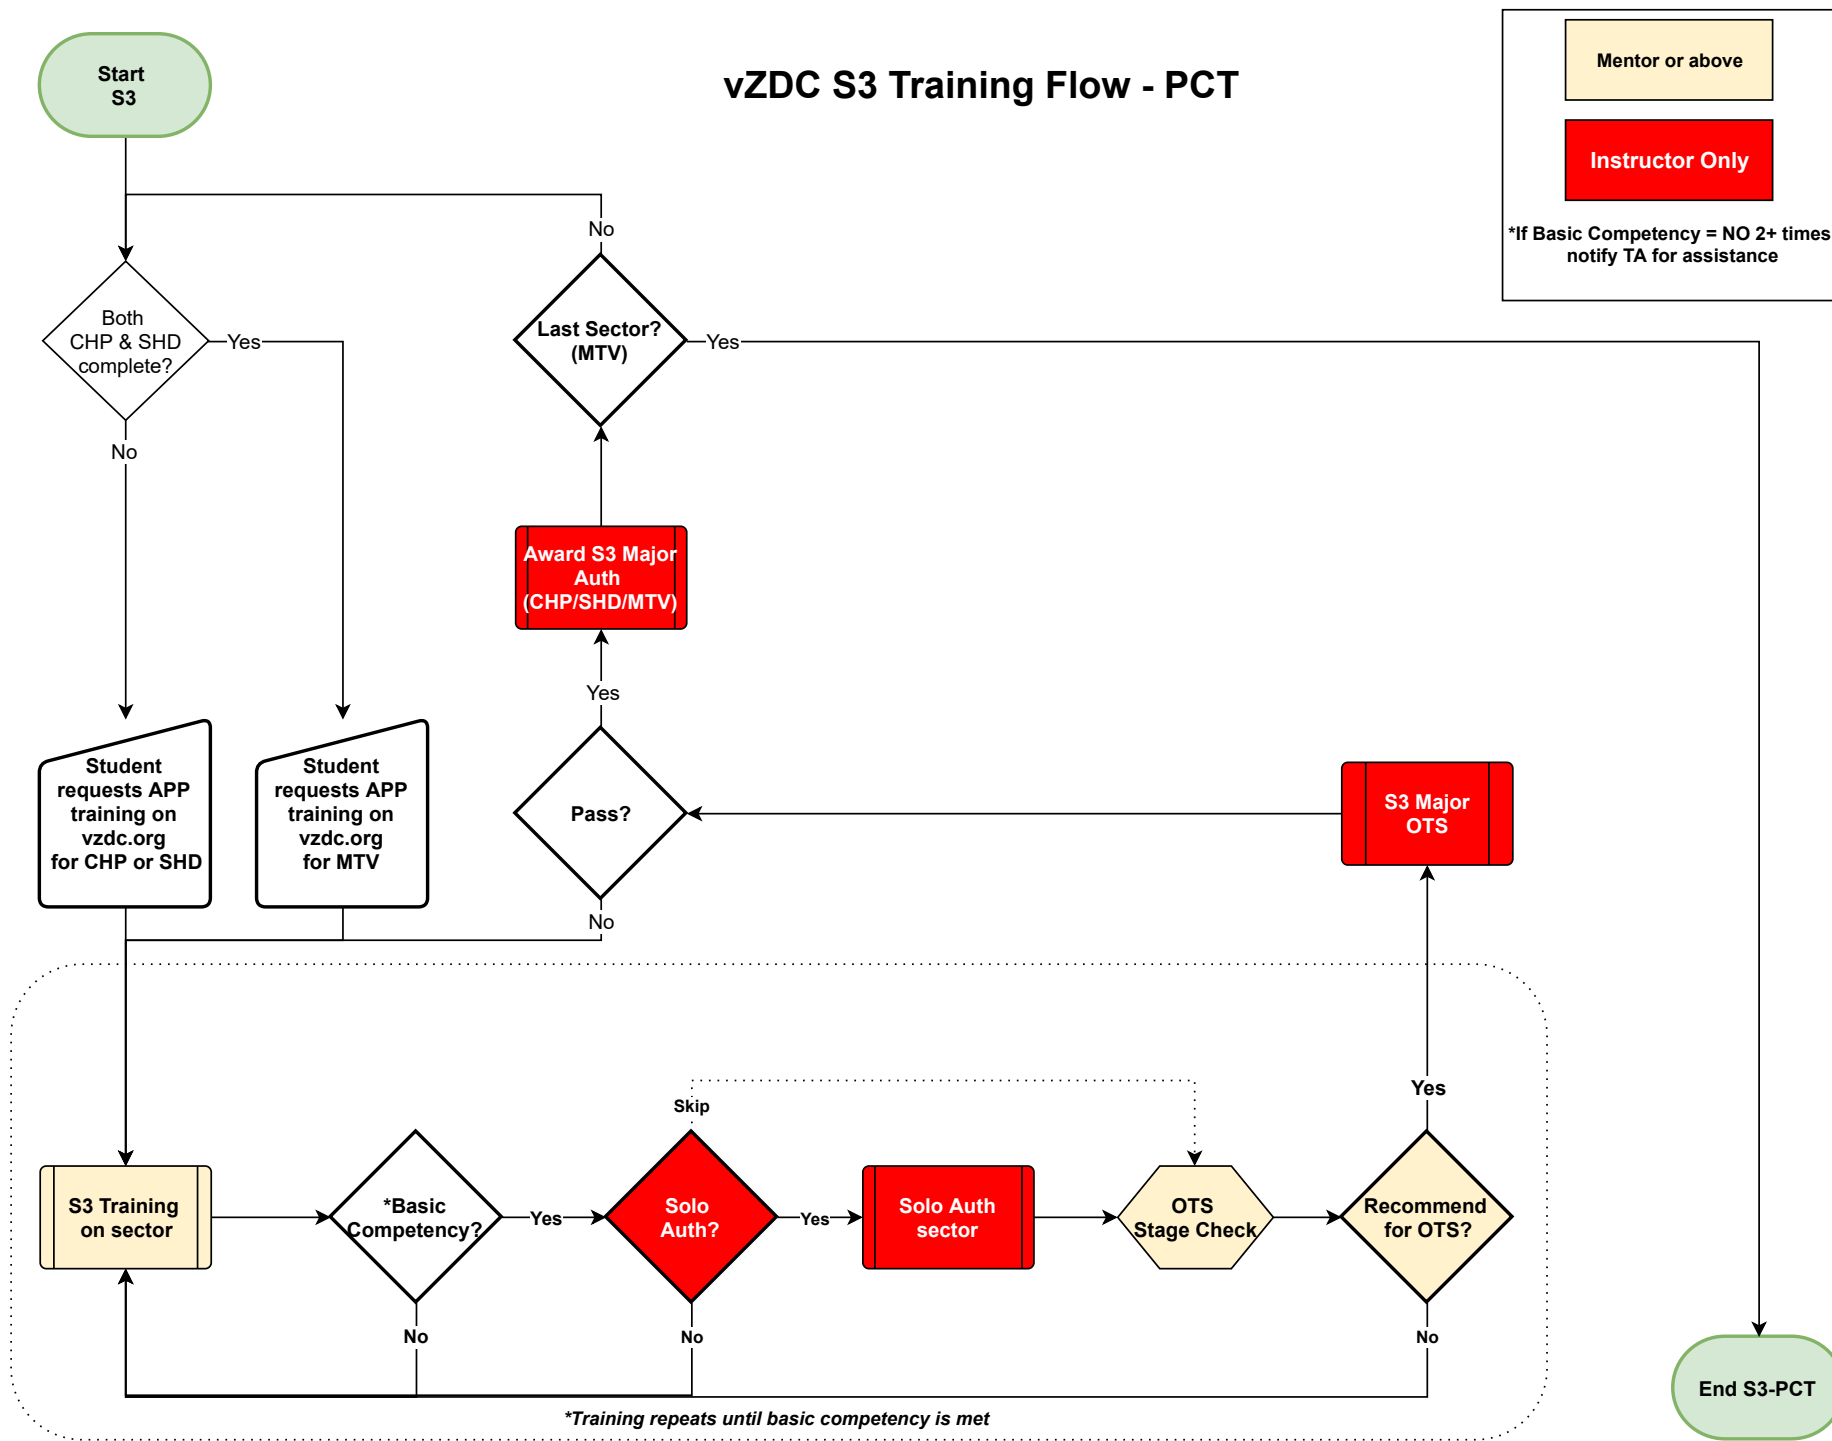 Start
S3
vZDC S3 Training Flow - PCT
Mentor or above
Instructor Only
*If Basic Competency = NO 2+ times
notify TA for assistance
No
Both
CHP & SHD
complete?
Yes
Last Sector?
(MTV)
Yes
No
Award S3 Major
Auth
(CHP/SHD/MTV)
Yes
Student
requests APP
training on
vzdc.org
for CHP or SHD
Student
requests APP
training on
vzdc.org
for MTV
Pass?
S3 Major
OTS
No
Yes
Skip
S3 Training
on sector
*Basic
Competency?
Yes
Solo
Auth?
Yes
Solo Auth
sector
OTS
Stage Check
Recommend
for OTS?
No
No
No
*Training repeats until basic competency is met
End S3-PCT